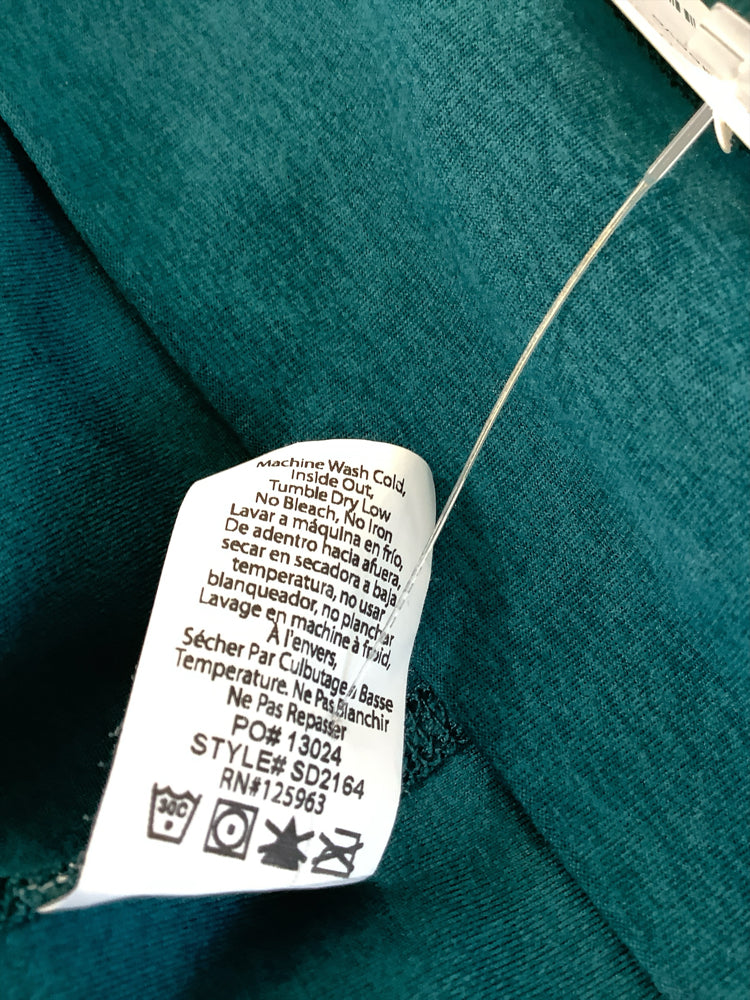 Machine Wash Cold,
Inside Out,
Tumble Dry Low
No Bleach, No Iron
Lavar a máquina en frío,
De adentro hacia afuera,
secar en secadora a baja
temperatura, no usar
blanqueador, no planchar
Lavage en machine à froid,
À l'envers,
Sécher Par Culbutage à Basse
Temperature. Ne Pas Blanchir
Ne Pas Repasser
PO# 13024
STYLE# SD2164
RN#125963
30C